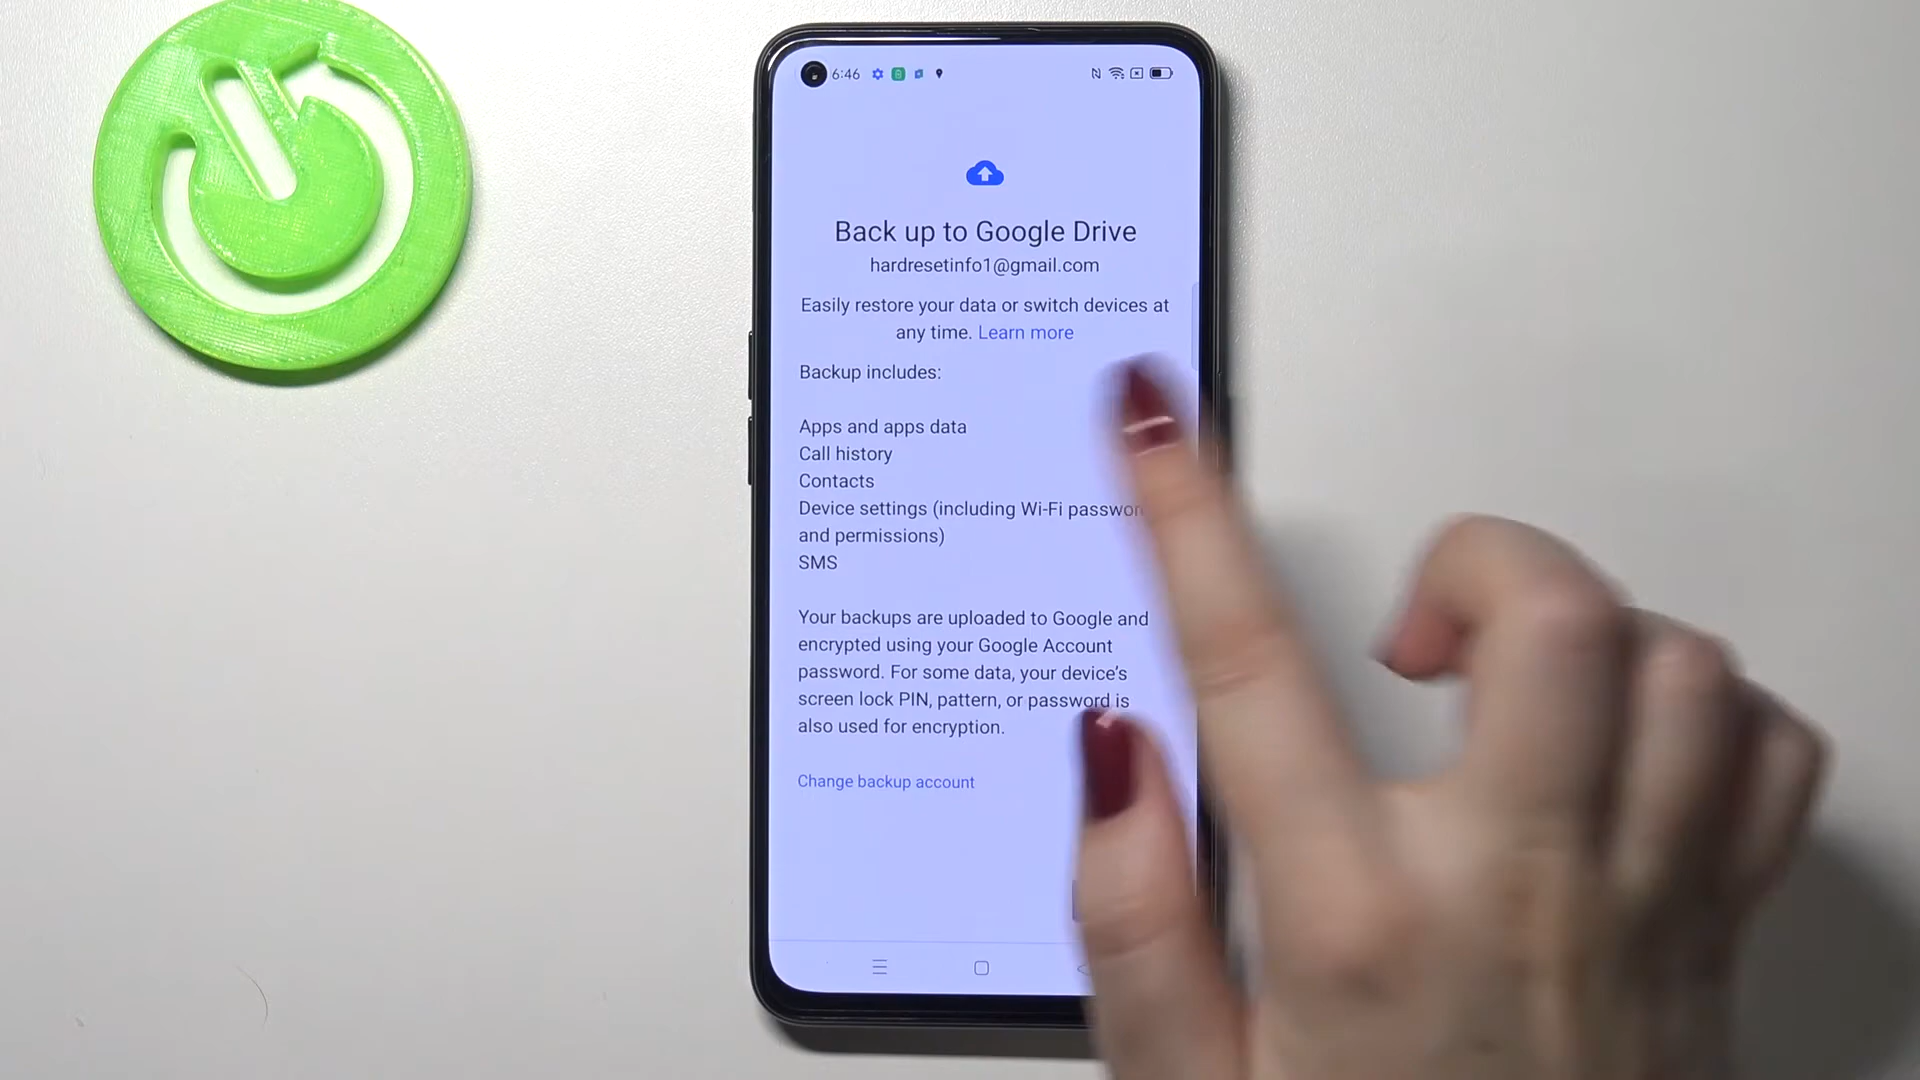 6:46
Back up to Google Drive
hardresetinfo1@gmail.com
Easily restore your data or switch devices at
any time. Learn more
Backup includes:
Apps and apps data
Call history
Contacts
Device settings (including Wi-Fi
and permissions)
SMS
Your backups are uploaded to Google and
encrypted using your Google Account
password. For some data, your device's
screen lock PIN, pattern, or password is
also used for encryption.
Change backup account